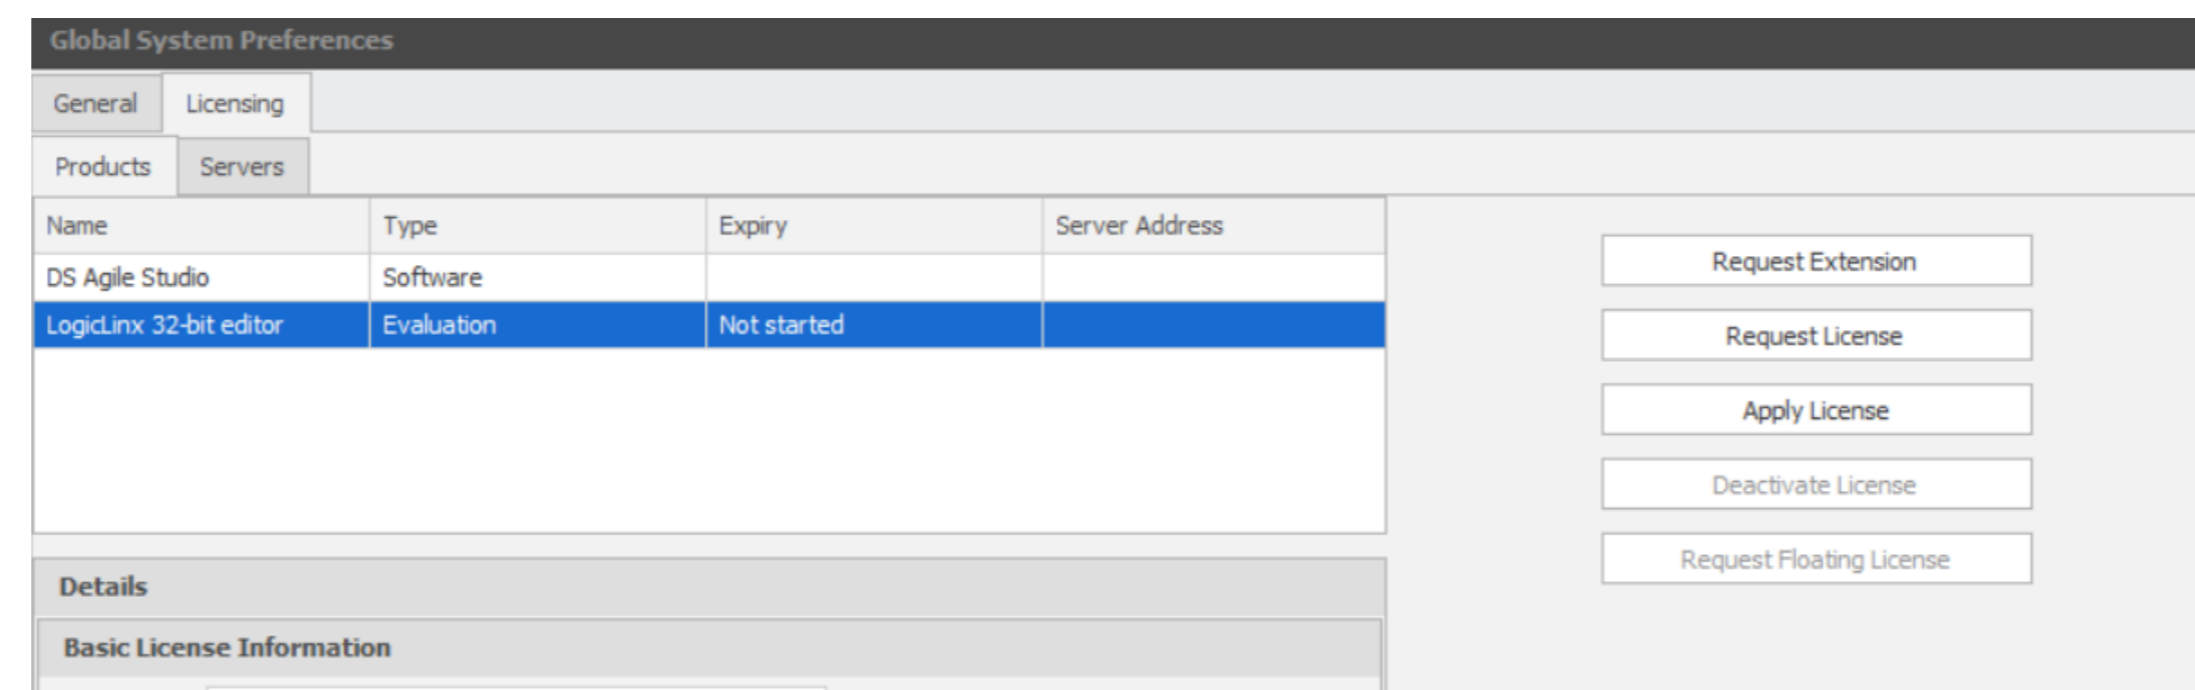 Global System Preferences
General Licensing
Products Servers
Name Type Expiry Server Address
DS Agile Studio Software
LogicLinx 32-bit editor Evaluation Not started
Request Extension
Request License
Apply License
Deactivate License
Request Floating License
Details
Basic License Information